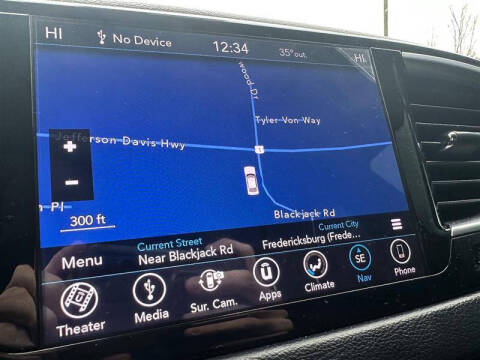 HI No Device 12:34 35° out. HI
wood Dr
Tyler Von Way
Jefferson Davis Hwy
1
+
-
n Pl
300 ft
Blackjack Rd
Current Street Current City
Menu Near Blackjack Rd Fredericksburg (Frede...
SE
Theater Media Sur. Cam. Apps Climate Nav Phone